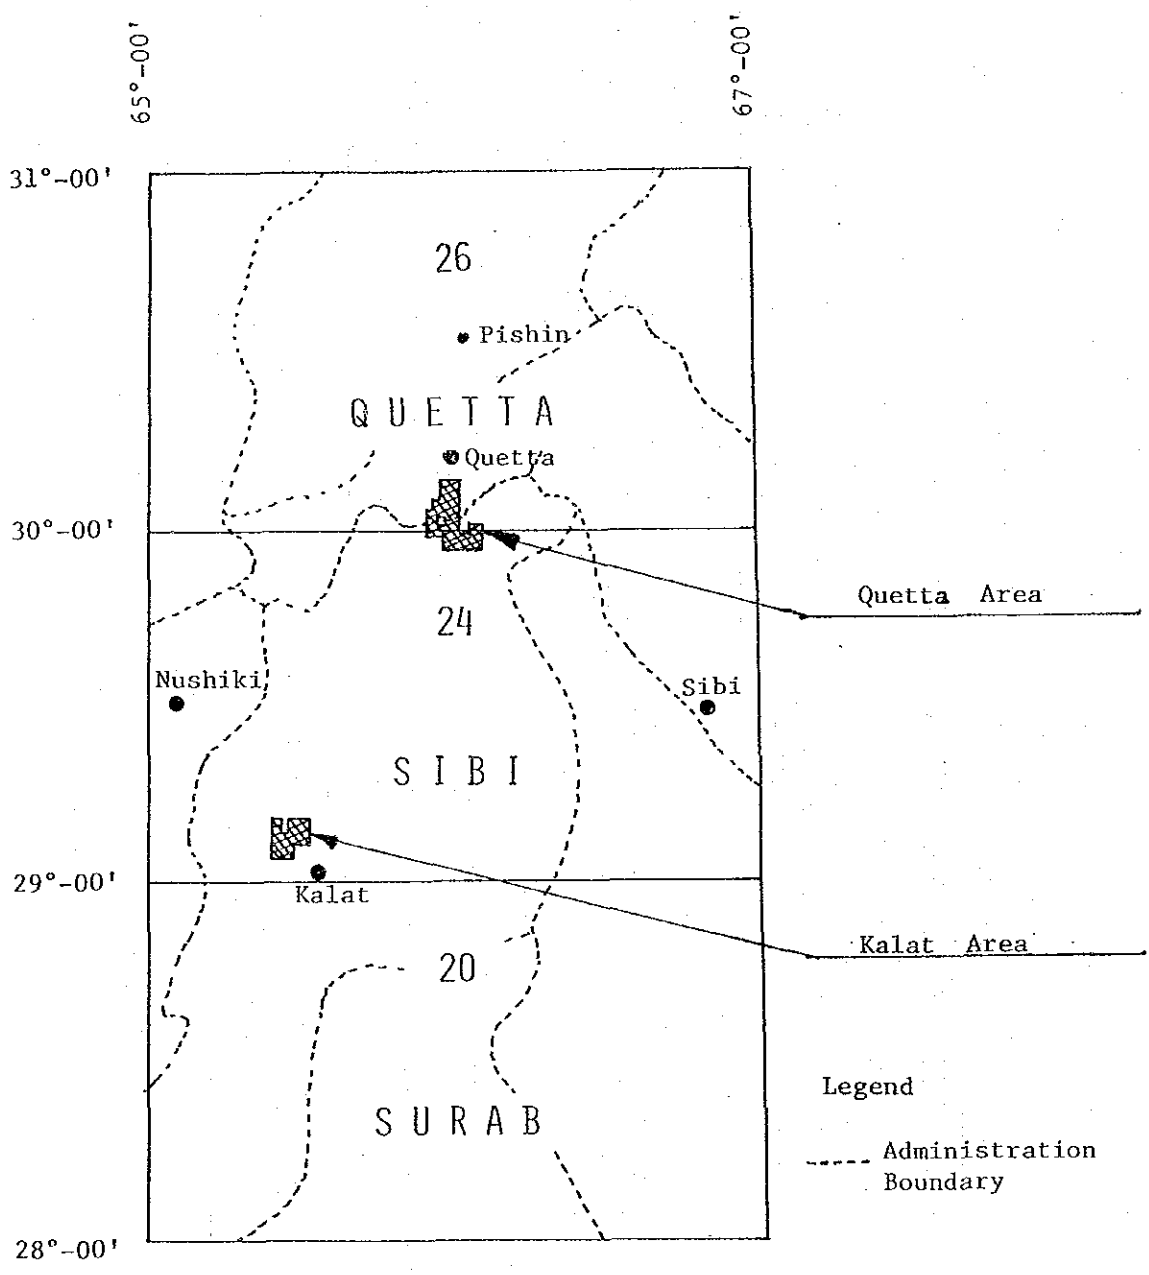 65°-00'
67°-00'
31°-00'
26
Pishin
QUETTA
Quetta
30°-00'
Quetta Area
24
Nushiki
Sibi
SIBI
29°-00'
Kalat
Kalat Area
20
Legend
SURAB
Administration
Boundary
28°-00'